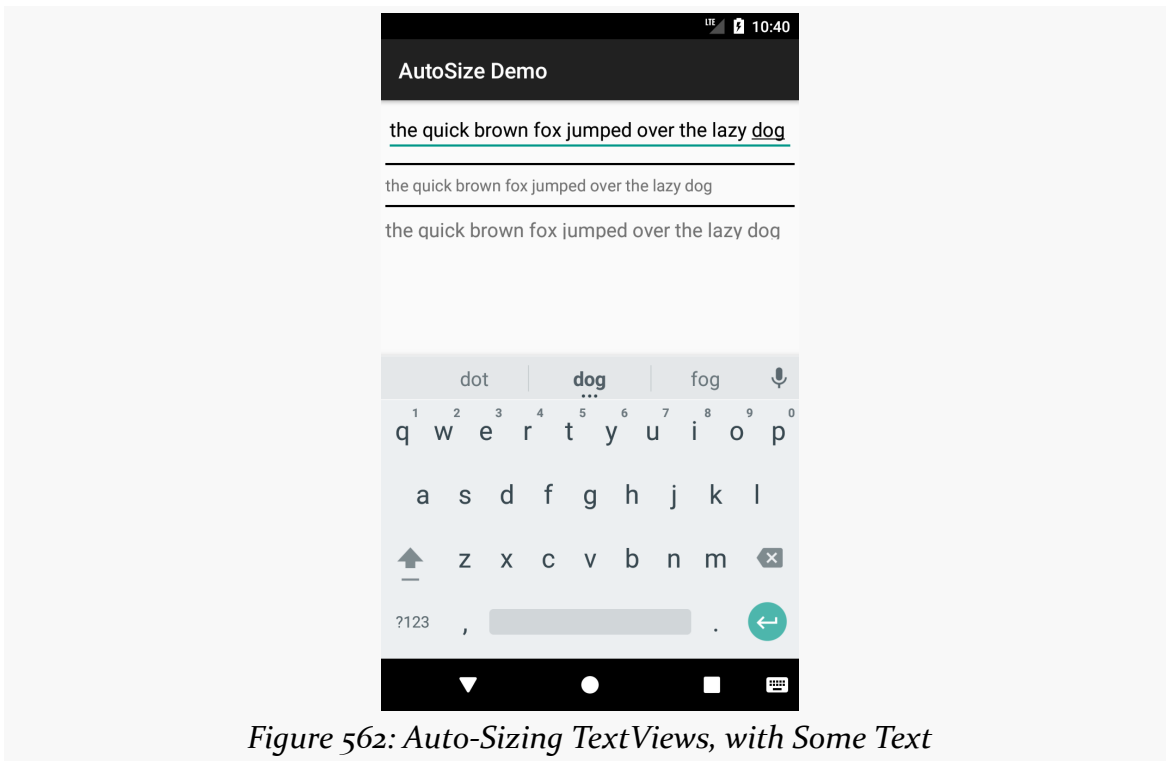 LTE 10:40
AutoSize Demo
the quick brown fox jumped over the lazy dog
the quick brown fox jumped over the lazy dog
the quick brown fox jumped over the lazy dog
dot dog fog
1 2 3 4 5 6 7 8 9 0
q w e r t y u i o p
a s d f g h j k l
z x c v b n m
?123 , .
Figure 562: Auto-Sizing TextViews, with Some Text